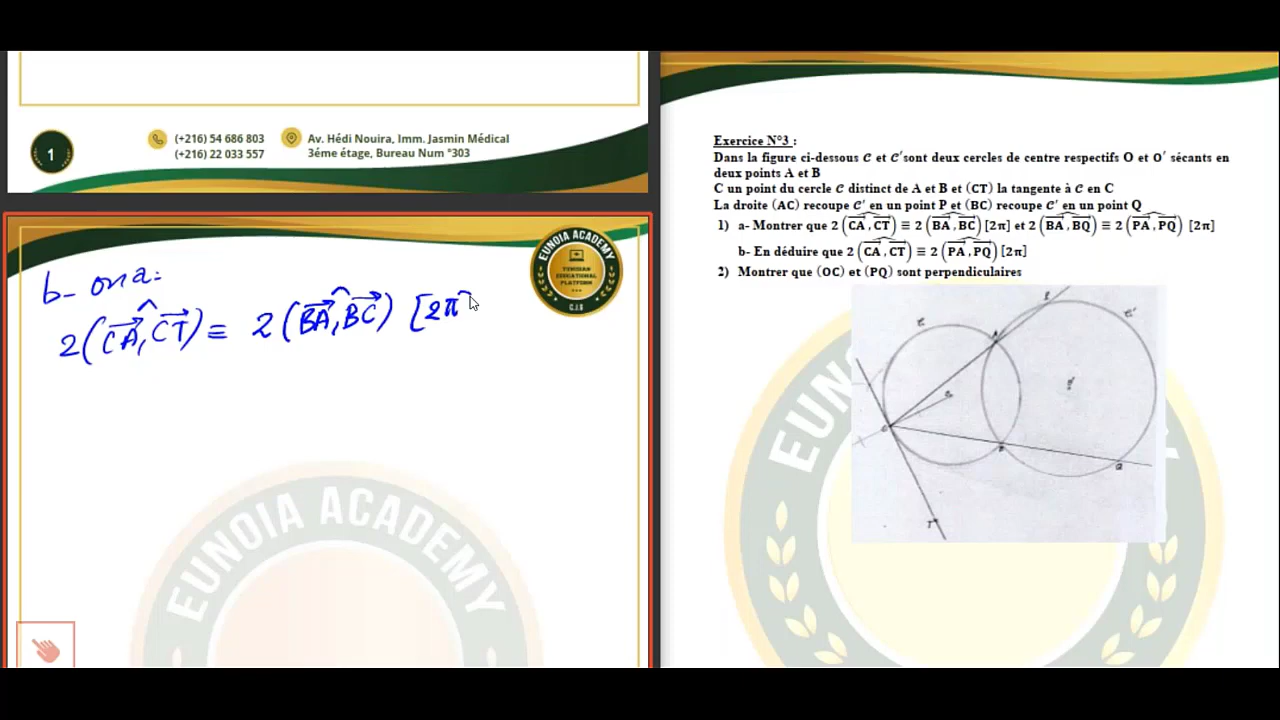 1
(+216) 54 686 803
(+216) 22 033 557
Av. Hédi Nouira, Imm. Jasmin Médical
3éme étage, Bureau Num °303
EUNOIA ACADEMY
TUNISIAN
EDUCATIONAL
PLATFORM
C.I.S
b- on a:
2(CA, CT) ≡ 2(BA, BC) [2π]
EUNOIA ACADEMY
Exercice N°3 :
Dans la figure ci-dessous 𝒞 et 𝒞'sont deux cercles de centre respectifs O et O' sécants en
deux points A et B
C un point du cercle 𝒞 distinct de A et B et (CT) la tangente à 𝒞 en C
La droite (AC) recoupe 𝒞' en un point P et (BC) recoupe 𝒞' en un point Q
1) a- Montrer que 2 (CA, CT) ≡ 2 (BA, BC) [2π] et 2 (BA, BQ) ≡ 2 (PA, PQ) [2π]
b- En déduire que 2 (CA, CT) ≡ 2 (PA, PQ) [2π]
2) Montrer que (OC) et (PQ) sont perpendiculaires
A
C
B
Q
T
EUNOIA